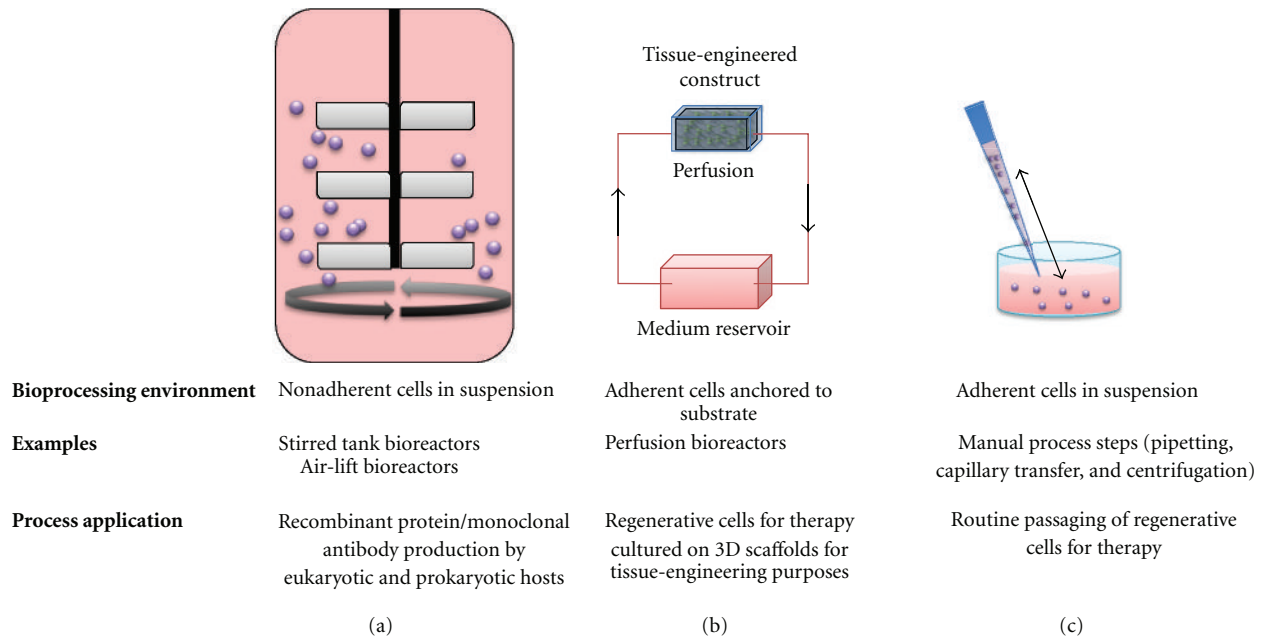 Tissue-engineered
construct
Perfusion
Medium reservoir
Bioprocessing environment
Nonadherent cells in suspension
Adherent cells anchored to
substrate
Adherent cells in suspension
Examples
Stirred tank bioreactors
Air-lift bioreactors
Perfusion bioreactors
Manual process steps (pipetting,
capillary transfer, and centrifugation)
Process application
Recombinant protein/monoclonal
antibody production by
eukaryotic and prokaryotic hosts
Regenerative cells for therapy
cultured on 3D scaffolds for
tissue-engineering purposes
Routine passaging of regenerative
cells for therapy
(a)
(b)
(c)